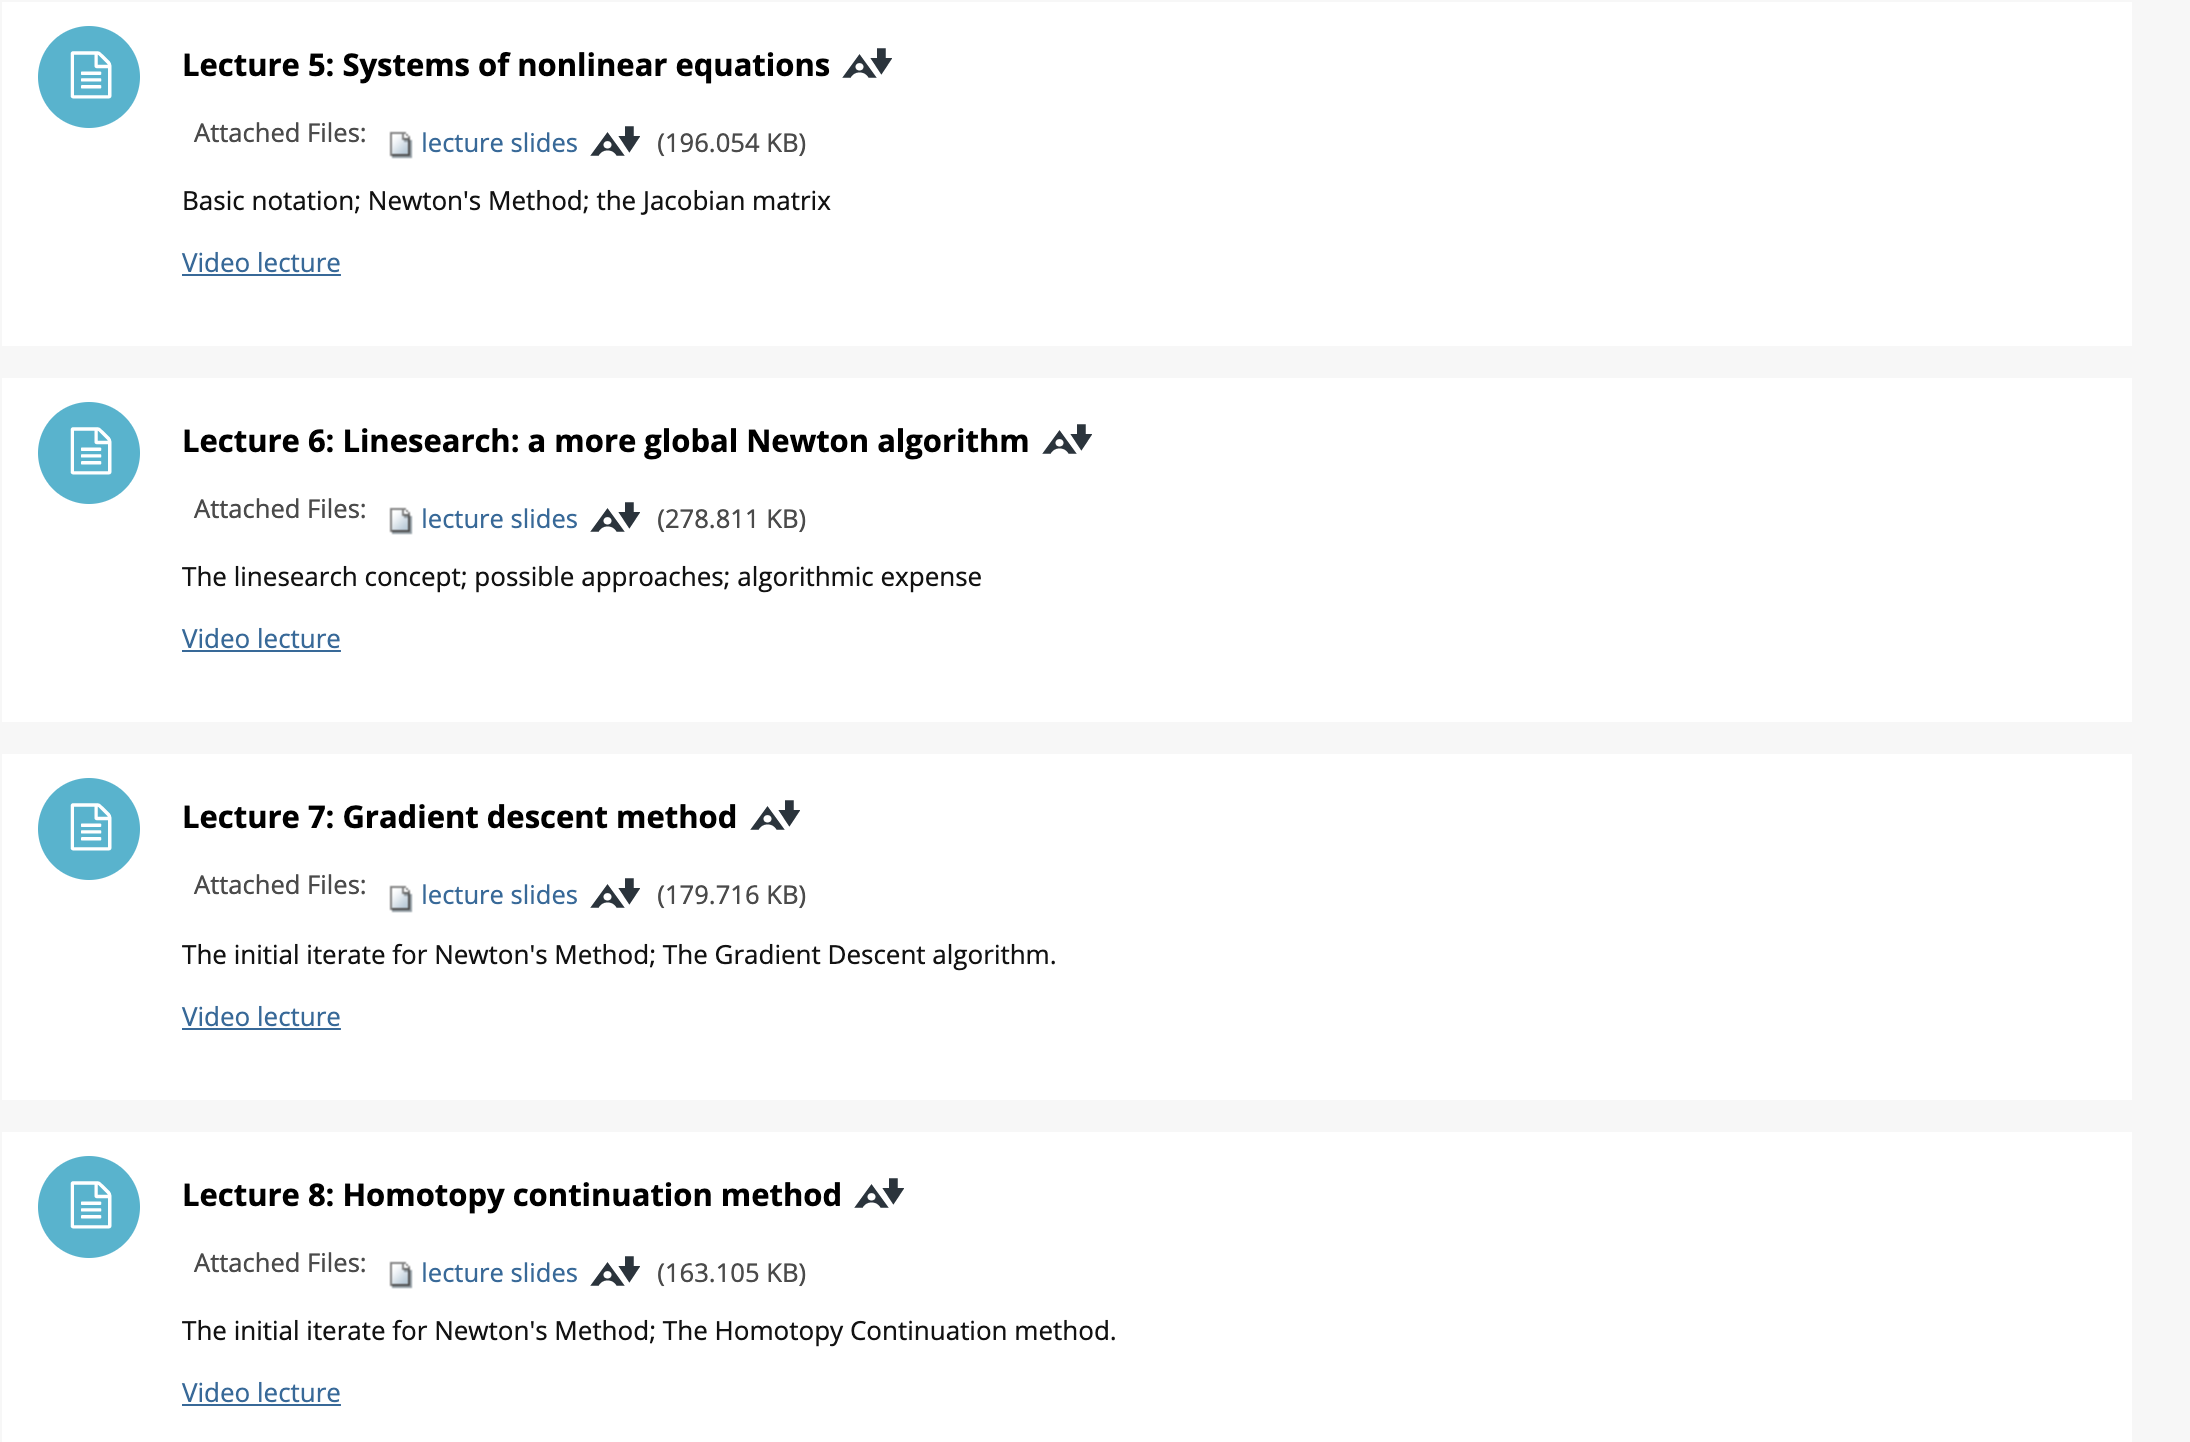 Lecture 5: Systems of nonlinear equations
Attached Files: lecture slides (196.054 KB)
Basic notation; Newton's Method; the Jacobian matrix
Video lecture
Lecture 6: Linesearch: a more global Newton algorithm
Attached Files: lecture slides (278.811 KB)
The linesearch concept; possible approaches; algorithmic expense
Video lecture
Lecture 7: Gradient descent method
Attached Files: lecture slides (179.716 KB)
The initial iterate for Newton's Method; The Gradient Descent algorithm.
Video lecture
Lecture 8: Homotopy continuation method
Attached Files: lecture slides (163.105 KB)
The initial iterate for Newton's Method; The Homotopy Continuation method.
Video lecture